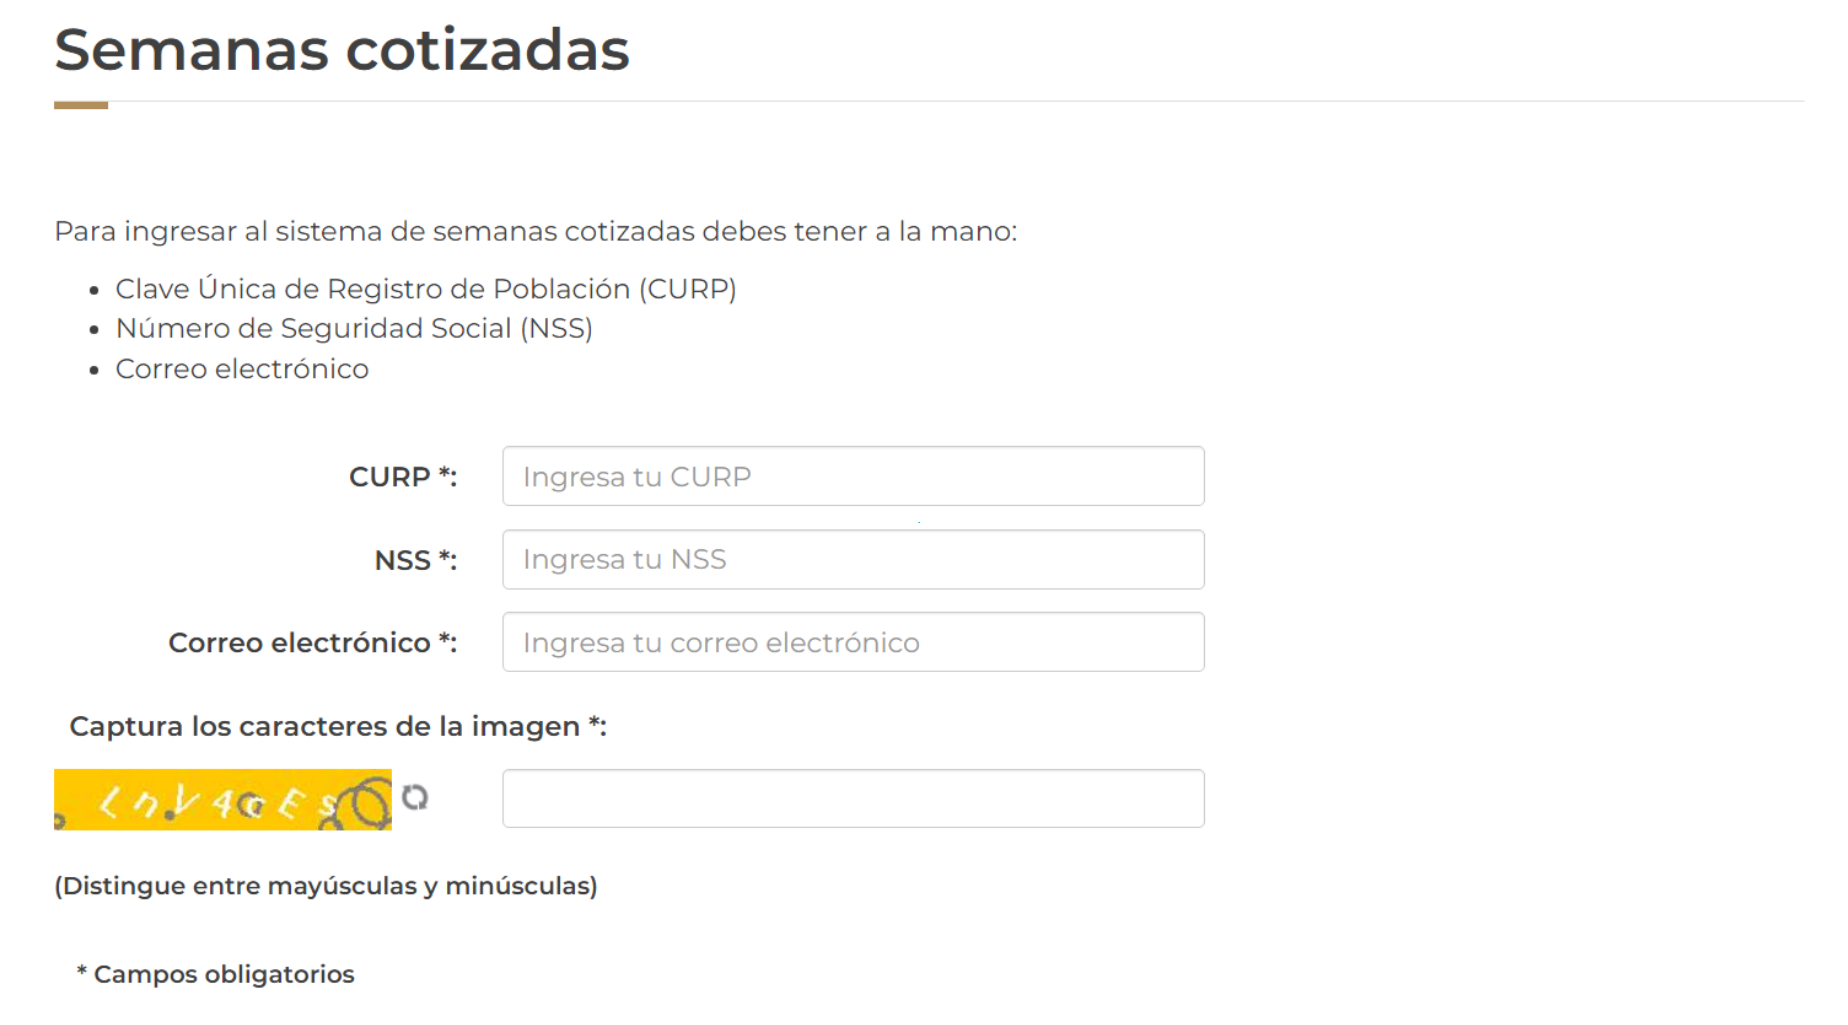 Semanas cotizadas
Para ingresar al sistema de semanas cotizadas debes tener a la mano:
• Clave Única de Registro de Población (CURP)
• Número de Seguridad Social (NSS)
• Correo electrónico
CURP *: Ingresa tu CURP
NSS *: Ingresa tu NSS
Correo electrónico *: Ingresa tu correo electrónico
Captura los caracteres de la imagen *:
(Distingue entre mayúsculas y minúsculas)
* Campos obligatorios